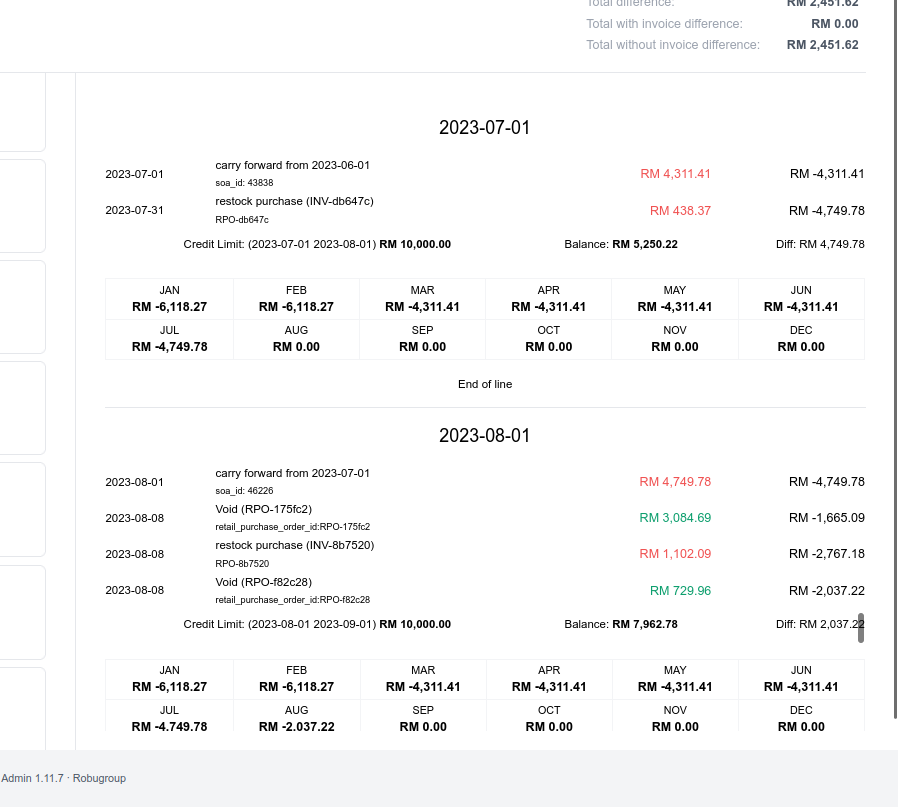 Total difference: RM 2,451.62
Total with invoice difference: RM 0.00
Total without invoice difference: RM 2,451.62
2023-07-01
2023-07-01 carry forward from 2023-06-01 RM 4,311.41 RM -4,311.41
soa_id: 43838
2023-07-31 restock purchase (INV-db647c) RM 438.37 RM -4,749.78
RPO-db647c
Credit Limit: (2023-07-01 2023-08-01) RM 10,000.00 Balance: RM 5,250.22 Diff: RM 4,749.78
JAN FEB MAR APR MAY JUN
RM -6,118.27 RM -6,118.27 RM -4,311.41 RM -4,311.41 RM -4,311.41 RM -4,311.41
JUL AUG SEP OCT NOV DEC
RM -4,749.78 RM 0.00 RM 0.00 RM 0.00 RM 0.00 RM 0.00
End of line
2023-08-01
2023-08-01 carry forward from 2023-07-01 RM 4,749.78 RM -4,749.78
soa_id: 46226
2023-08-08 Void (RPO-175fc2) RM 3,084.69 RM -1,665.09
retail_purchase_order_id:RPO-175fc2
2023-08-08 restock purchase (INV-8b7520) RM 1,102.09 RM -2,767.18
RPO-8b7520
2023-08-08 Void (RPO-f82c28) RM 729.96 RM -2,037.22
retail_purchase_order_id:RPO-f82c28
Credit Limit: (2023-08-01 2023-09-01) RM 10,000.00 Balance: RM 7,962.78 Diff: RM 2,037.22
JAN FEB MAR APR MAY JUN
RM -6,118.27 RM -6,118.27 RM -4,311.41 RM -4,311.41 RM -4,311.41 RM -4,311.41
JUL AUG SEP OCT NOV DEC
RM -4,749.78 RM -2,037.22 RM 0.00 RM 0.00 RM 0.00 RM 0.00
Admin 1.11.7 · Robugroup